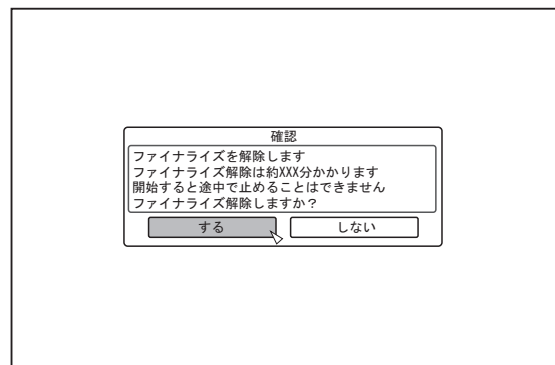 確認
ファイナライズを解除します
ファイナライズ解除は約XXX分かかります
開始すると途中で止めることはできません
ファイナライズ解除しますか？
する
しない